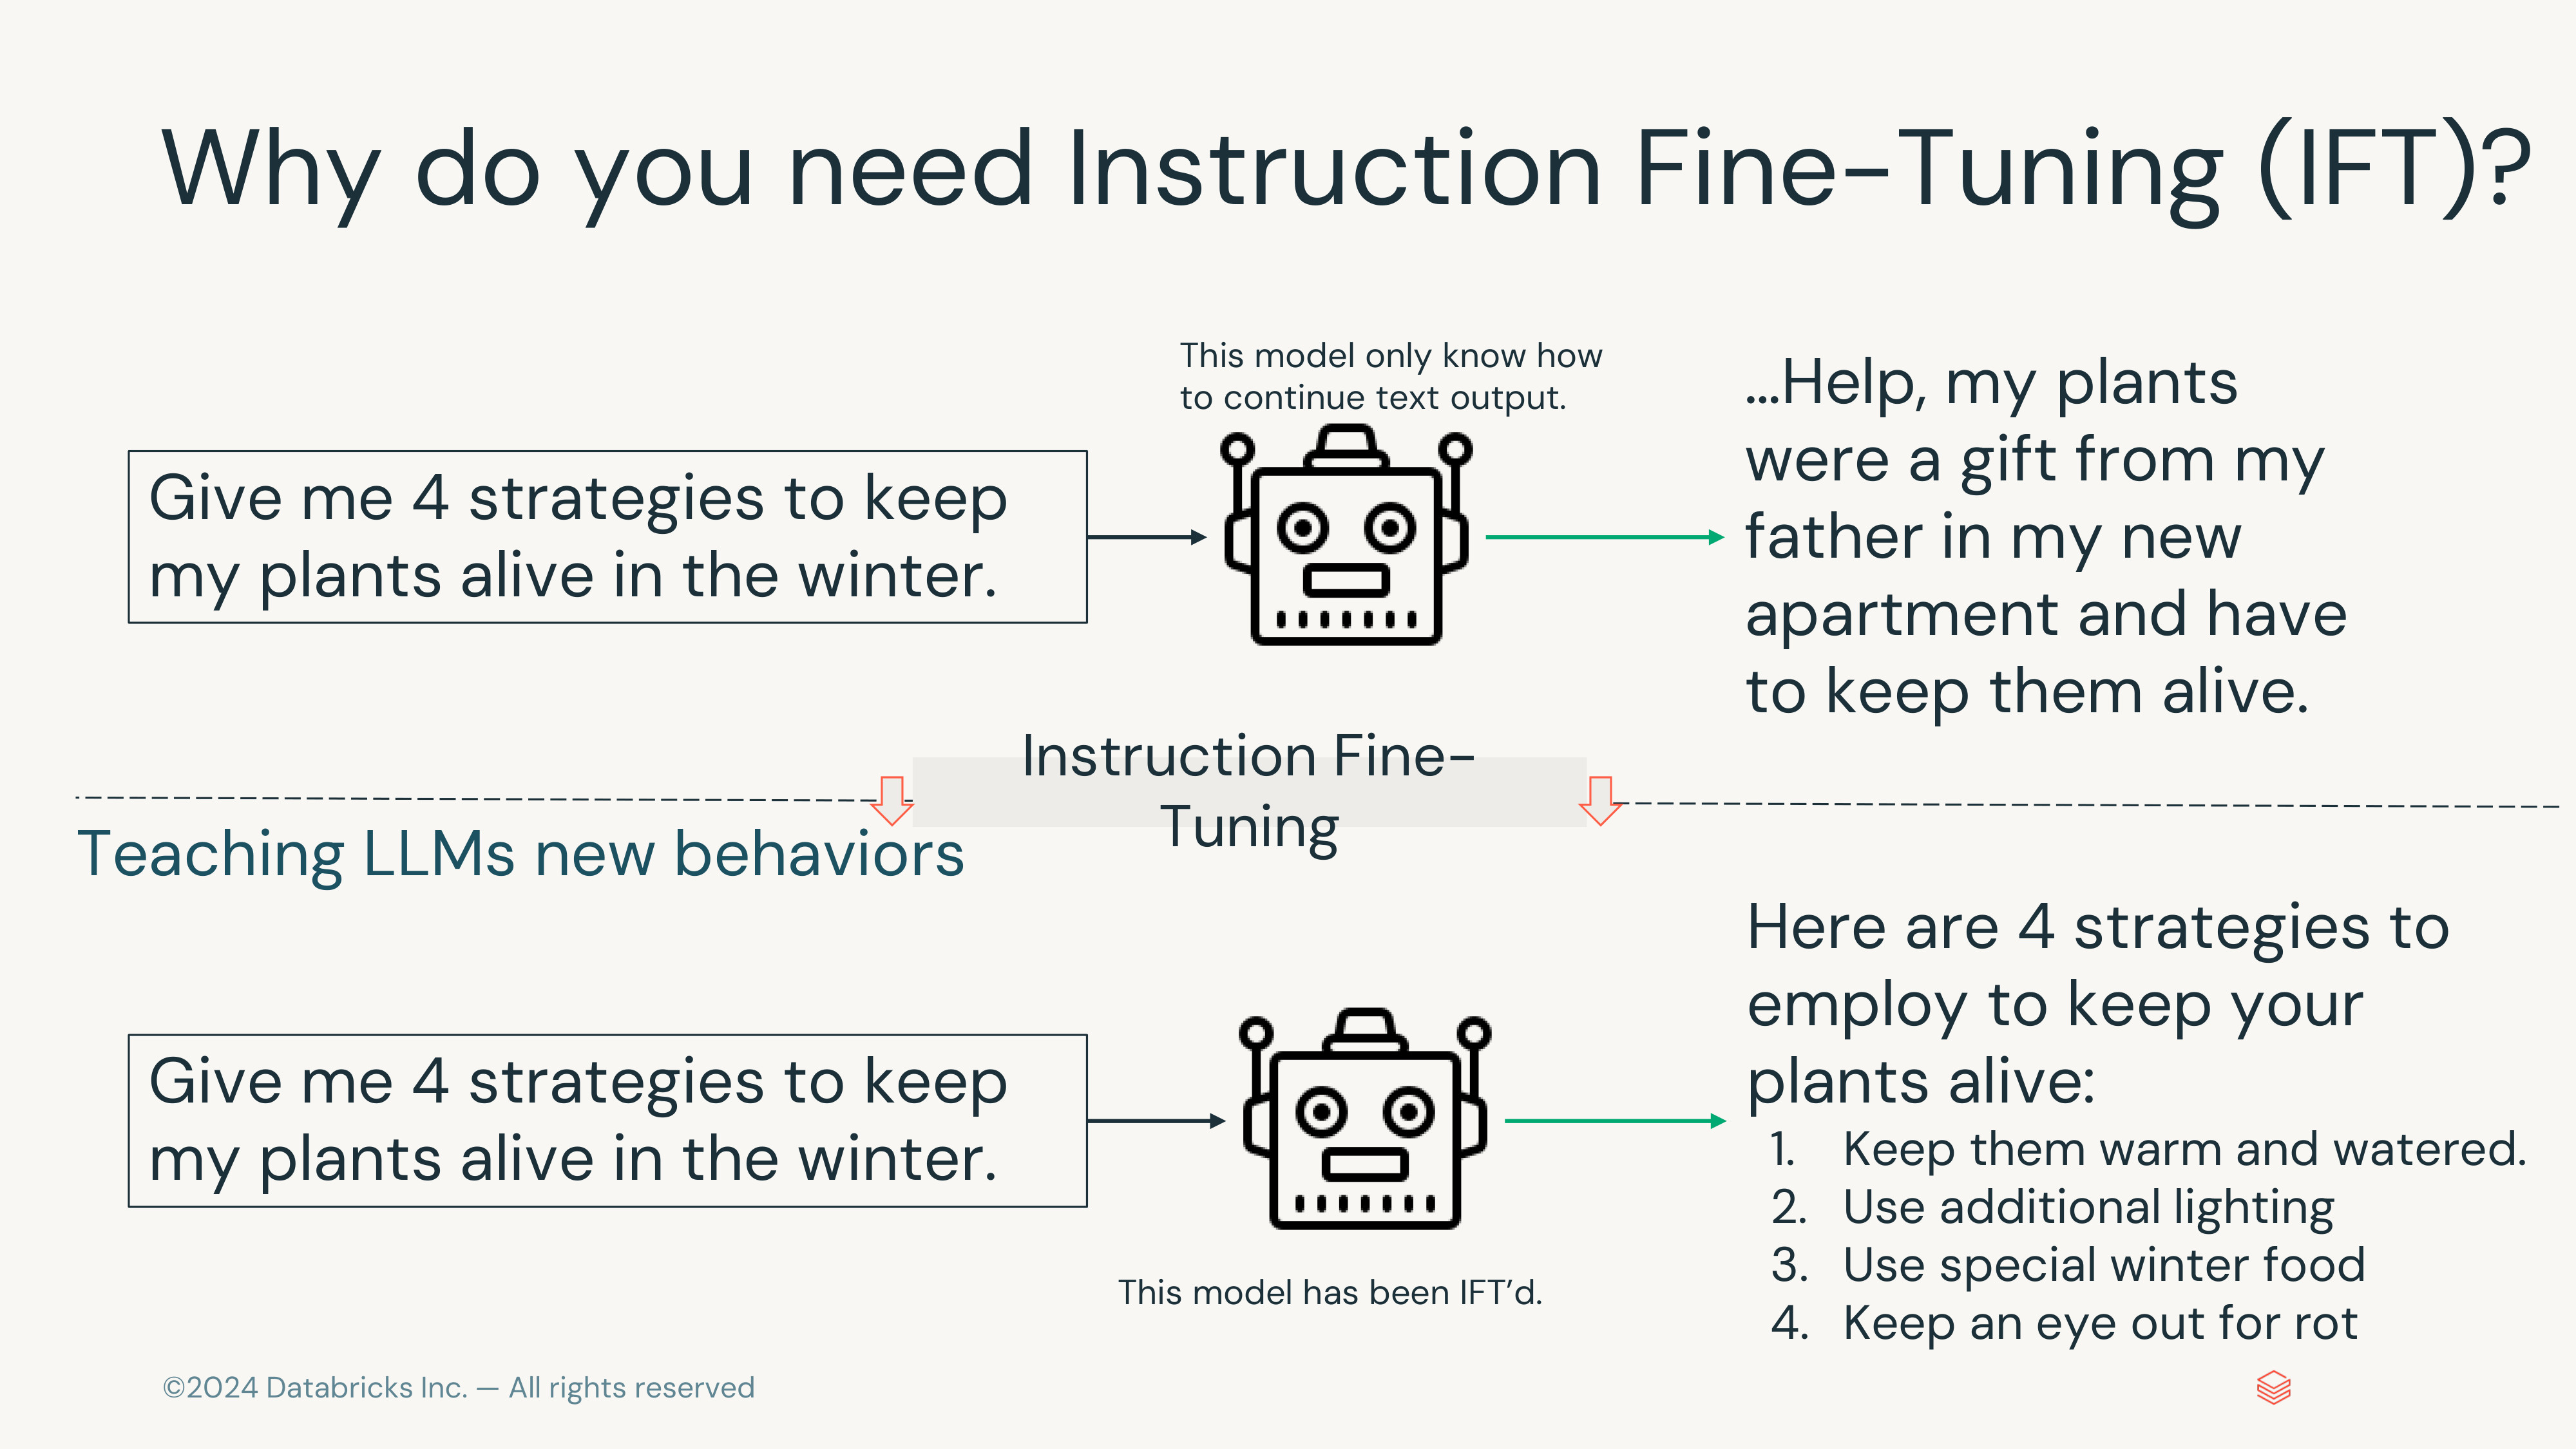 Why do you need Instruction Fine-Tuning (IFT)?
This model only know how
to continue text output.
Give me 4 strategies to keep
my plants alive in the winter.
...Help, my plants
were a gift from my
father in my new
apartment and have
to keep them alive.
Instruction Fine-
Tuning
Teaching LLMs new behaviors
Give me 4 strategies to keep
my plants alive in the winter.
This model has been IFT’d.
Here are 4 strategies to
employ to keep your
plants alive:
1. Keep them warm and watered.
2. Use additional lighting
3. Use special winter food
4. Keep an eye out for rot
©2024 Databricks Inc. — All rights reserved